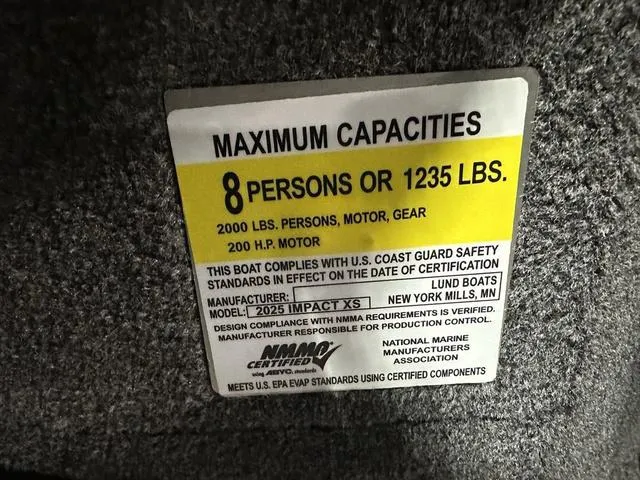 MAXIMUM CAPACITIES
8 PERSONS OR 1235 LBS.
2000 LBS. PERSONS, MOTOR, GEAR
200 H.P. MOTOR
THIS BOAT COMPLIES WITH U.S. COAST GUARD SAFETY
STANDARDS IN EFFECT ON THE DATE OF CERTIFICATION
MANUFACTURER: LUND BOATS
NEW YORK MILLS, MN
MODEL: 2025 IMPACT XS
DESIGN COMPLIANCE WITH NMMA REQUIREMENTS IS VERIFIED.
MANUFACTURER RESPONSIBLE FOR PRODUCTION CONTROL.
NMMA
CERTIFIED
using ABYC. standards
NATIONAL MARINE
MANUFACTURERS
ASSOCIATION
MEETS U.S. EPA EVAP STANDARDS USING CERTIFIED COMPONENTS